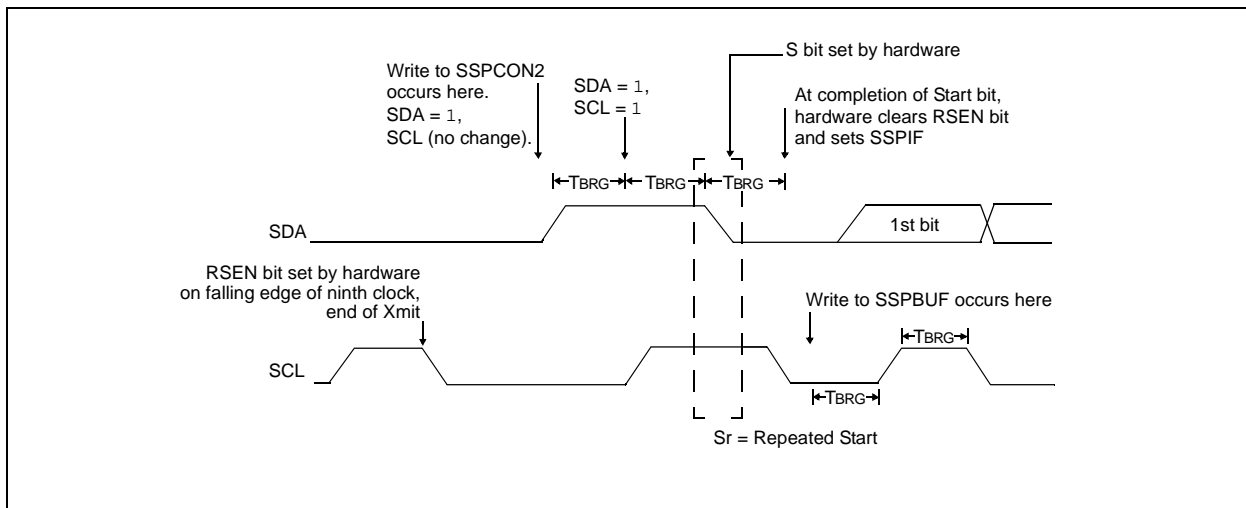 S bit set by hardware
Write to SSPCON2
occurs here.
SDA = 1,
SCL (no change).
SDA = 1,
SCL = 1
At completion of Start bit,
hardware clears RSEN bit
and sets SSPIF
TBRG
TBRG
TBRG
SDA
1st bit
RSEN bit set by hardware
on falling edge of ninth clock,
end of Xmit
Write to SSPBUF occurs here
TBRG
SCL
TBRG
Sr = Repeated Start